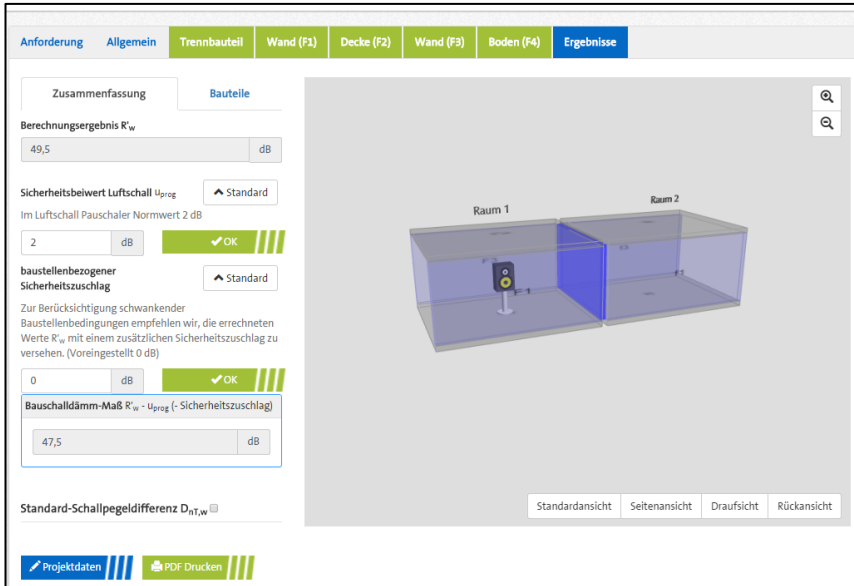 Anforderung Allgemein Trennbauteil Wand (F1) Decke (F2) Wand (F3) Boden (F4) Ergebnisse
Zusammenfassung Bauteile
Berechnungsergebnis R'w
49,5 dB
Sicherheitsbeiwert Luftschall uprog Standard
Im Luftschall Pauschaler Normwert 2 dB
2 dB OK
baustellenbezogener
Sicherheitszuschlag Standard
Zur Berücksichtigung schwankender
Baustellenbedingungen empfehlen wir, die errechneten
Werte R'w mit einem zusätzlichen Sicherheitszuschlag zu
versehen. (Voreingestellt 0 dB)
0 dB OK
Bauschalldämm-Maß R'w - uprog (- Sicherheitszuschlag)
47,5 dB
Standard-Schallpegeldifferenz DnT,w
Projektdaten PDF Drucken
Raum 1 Raum 2
Standardansicht Seitenansicht Draufsicht Rückansicht